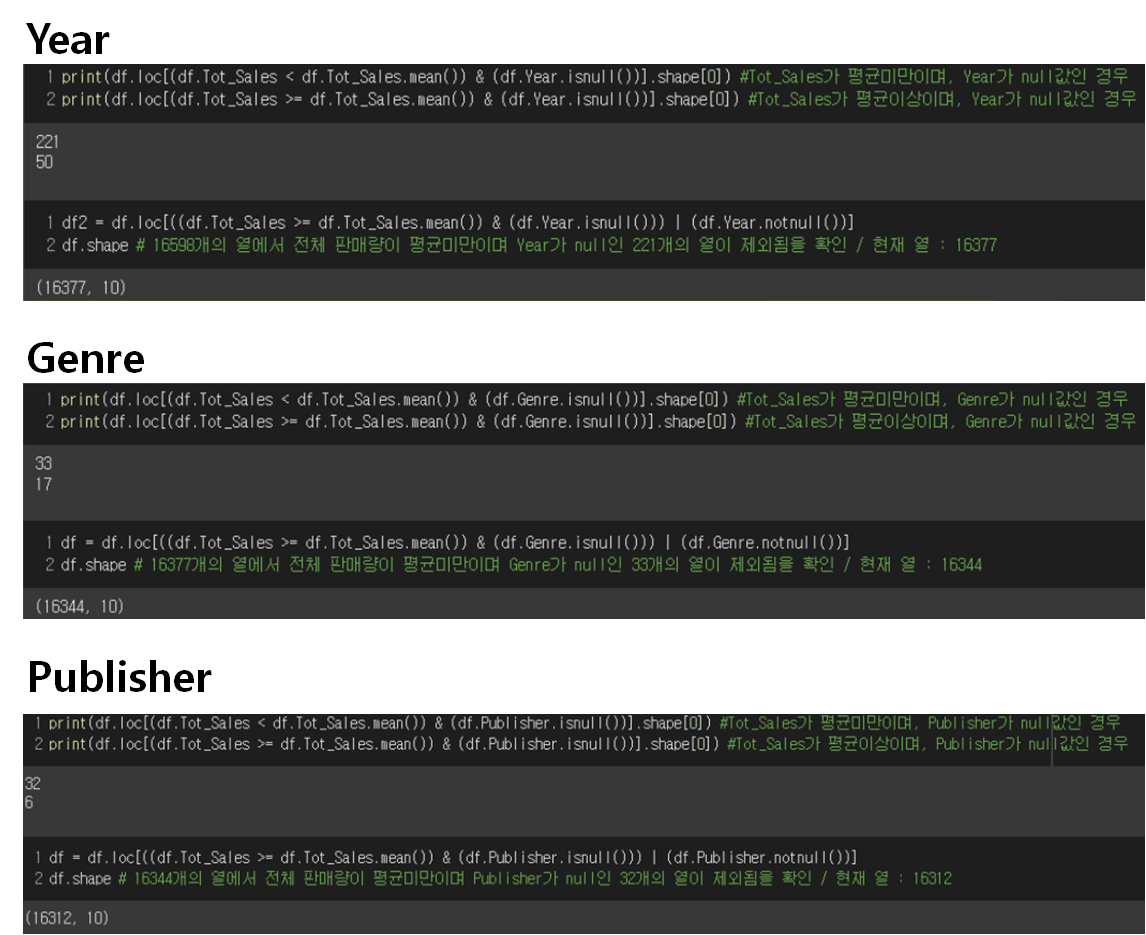 Year
1 print(df.loc[(df.Tot_Sales < df.Tot_Sales.mean()) & (df.Year.isnull())].shape[0]) #Tot_Sales가 평균미만이며, Year가 null값인 경우
2 print(df.loc[(df.Tot_Sales >= df.Tot_Sales.mean()) & (df.Year.isnull())].shape[0]) #Tot_Sales가 평균이상이며, Year가 null값인 경우
221
50
1 df2 = df.loc[((df.Tot_Sales >= df.Tot_Sales.mean()) & (df.Year.isnull())) | (df.Year.notnull())]
2 df.shape # 16598개의 열에서 전체 판매량이 평균미만이며 Year가 null인 221개의 열이 제외됨을 확인 / 현재 열 : 16377
(16377, 10)
Genre
1 print(df.loc[(df.Tot_Sales < df.Tot_Sales.mean()) & (df.Genre.isnull())].shape[0]) #Tot_Sales가 평균미만이며, Genre가 null값인 경우
2 print(df.loc[(df.Tot_Sales >= df.Tot_Sales.mean()) & (df.Genre.isnull())].shape[0]) #Tot_Sales가 평균이상이며, Genre가 null값인 경우
33
17
1 df = df.loc[((df.Tot_Sales >= df.Tot_Sales.mean()) & (df.Genre.isnull())) | (df.Genre.notnull())]
2 df.shape # 16377개의 열에서 전체 판매량이 평균미만이며 Genre가 null인 33개의 열이 제외됨을 확인 / 현재 열 : 16344
(16344, 10)
Publisher
1 print(df.loc[(df.Tot_Sales < df.Tot_Sales.mean()) & (df.Publisher.isnull())].shape[0]) #Tot_Sales가 평균미만이며, Publisher가 null값인 경우
2 print(df.loc[(df.Tot_Sales >= df.Tot_Sales.mean()) & (df.Publisher.isnull())].shape[0]) #Tot_Sales가 평균이상이며, Publisher가 null값인 경우
32
6
1 df = df.loc[((df.Tot_Sales >= df.Tot_Sales.mean()) & (df.Publisher.isnull())) | (df.Publisher.notnull())]
2 df.shape # 16344개의 열에서 전체 판매량이 평균미만이며 Publisher가 null인 32개의 열이 제외됨을 확인 / 현재 열 : 16312
(16312, 10)